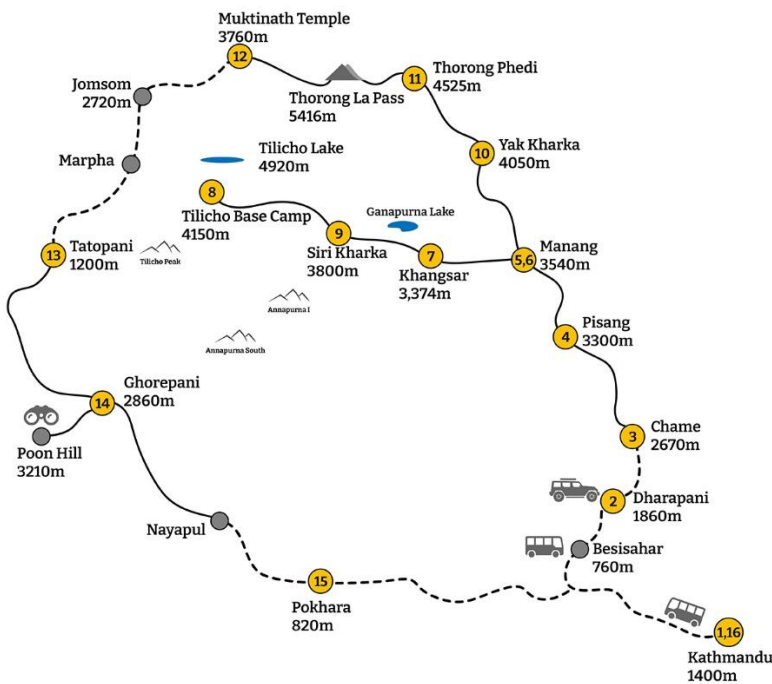 Muktinath Temple
3760m
12
Thorong La Pass
5416m
11
Thorong Phedi
4525m
Jomsom
2720m
Marpha
Tilicho Lake
4920m
10
Yak Kharka
4050m
8
Tilicho Base Camp
4150m
9
Siri Kharka
3800m
Ganapurna Lake
7
Khangsar
3,374m
5,6
Manang
3540m
13
Tatopani
1200m
Tilicho Peak
Annapurna I
Annapurna South
4
Pisang
3300m
14
Ghorepani
2860m
Poon Hill
3210m
3
Chame
2670m
2
Dharapani
1860m
Nayapul
Besisahar
760m
15
Pokhara
820m
1,16
Kathmandu
1400m